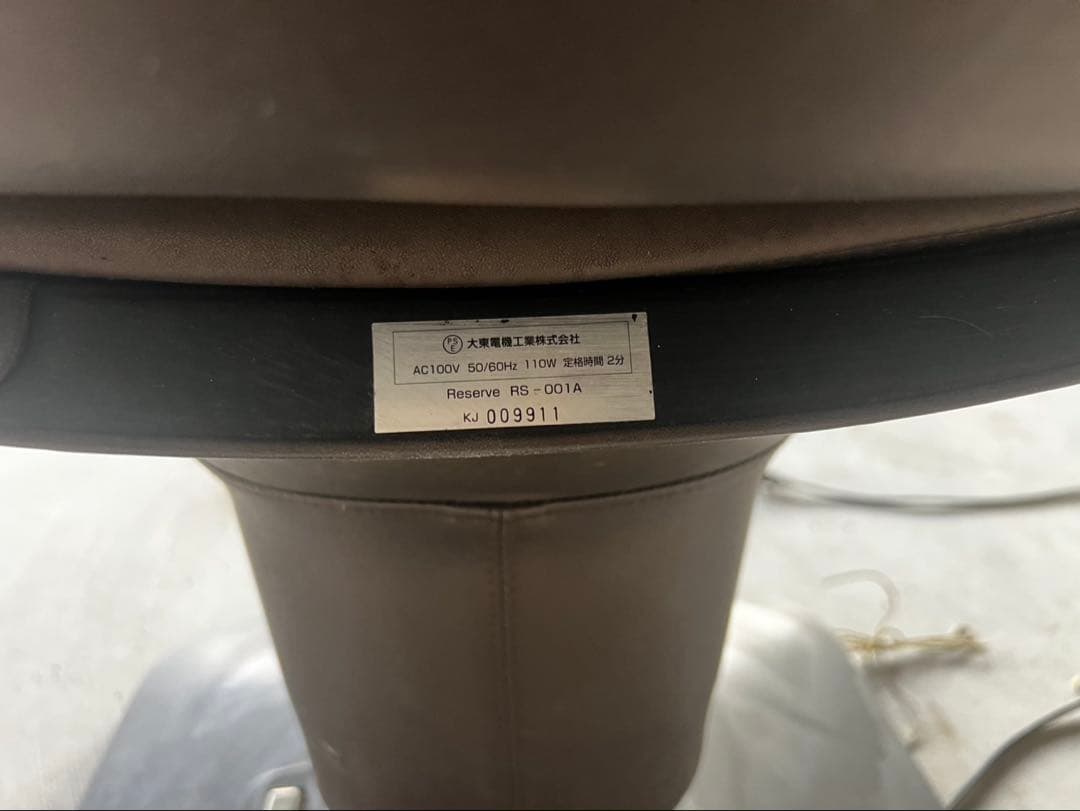 PSE 大東電機工業株式会社
AC100V 50/60Hz 110W 定格時間 2分
Reserve RS-001A
KJ 009911